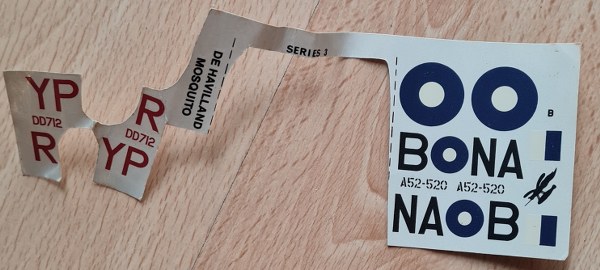 YP
DD712
R
R
DD712
YP
DE HAVILLAND
MOSQUITO
SERIES 3
B
BONA
A52-520 A52-520
NAOB